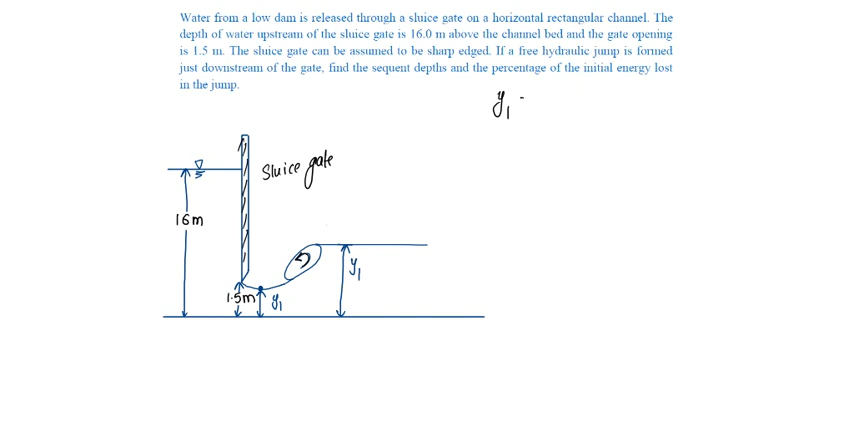 Water from a low dam is released through a sluice gate on a horizontal rectangular channel. The
depth of water upstream of the sluice gate is 16.0 m above the channel bed and the gate opening
is 1.5 m. The sluice gate can be assumed to be sharp edged. If a free hydraulic jump is formed
just downstream of the gate, find the sequent depths and the percentage of the initial energy lost
in the jump.
y₁ -
Sluice gate
16m
y₁
1.5m
y₁